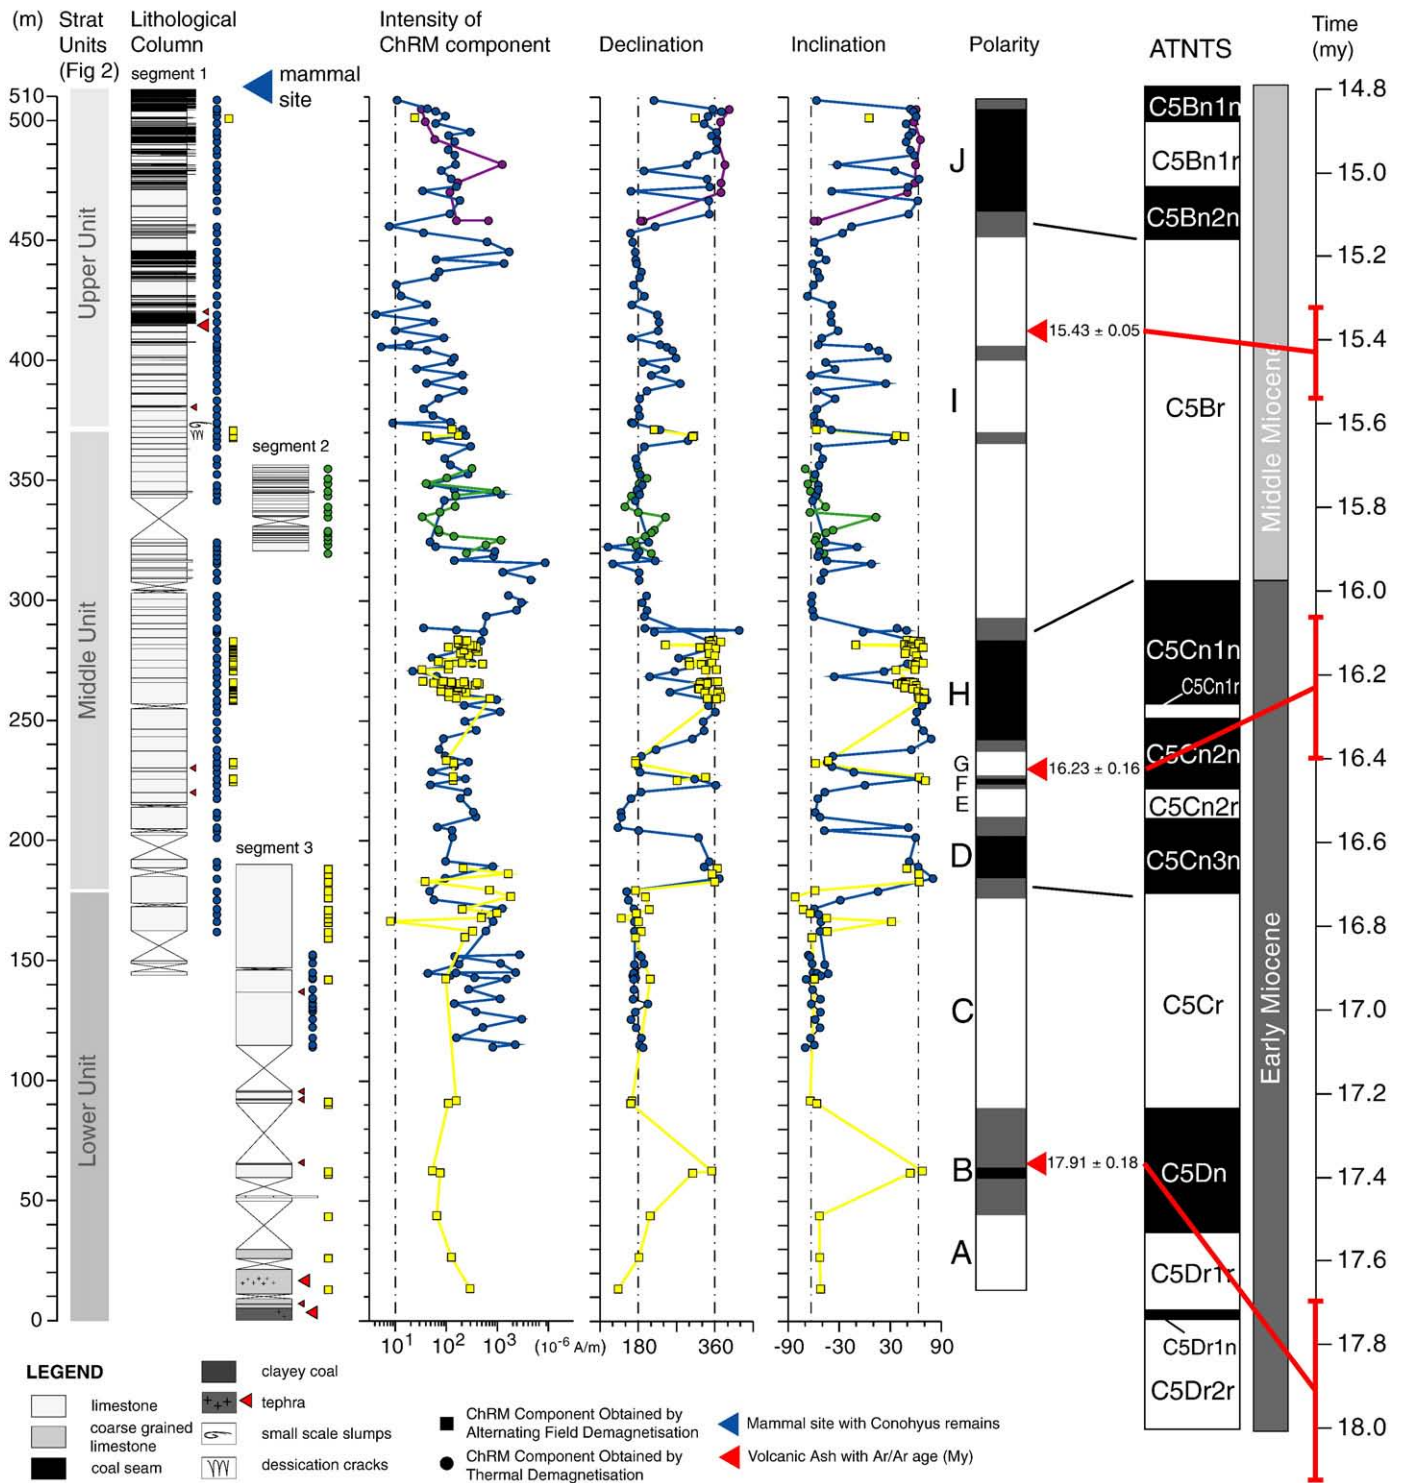 (m)
Strat
Units
(Fig 2)
Lithological
Column
segment 1
mammal
site
Intensity of
ChRM component
Declination
Inclination
Polarity
ATNTS
Time
(my)
510
500
450
400
350
300
250
200
150
100
50
0
Upper Unit
Middle Unit
Lower Unit
segment 2
segment 3
10¹ 10² 10³ (10⁻⁶ A/m)
180 360
-90 -30 30 90
J
I
H
G
F
E
D
C
B
A
15.43 ± 0.05
16.23 ± 0.16
17.91 ± 0.18
C5Bn1n
C5Bn1r
C5Bn2n
C5Br
C5Cn1n
C5Cn1r
C5Cn2n
C5Cn2r
C5Cn3n
C5Cr
C5Dn
C5Dr1r
C5Dr1n
C5Dr2r
Middle Miocene
Early Miocene
14.8
15.0
15.2
15.4
15.6
15.8
16.0
16.2
16.4
16.6
16.8
17.0
17.2
17.4
17.6
17.8
18.0
LEGEND
limestone
coarse grained
limestone
coal seam
clayey coal
tephra
small scale slumps
dessication cracks
ChRM Component Obtained by
Alternating Field Demagnetisation
ChRM Component Obtained by
Thermal Demagnetisation
Mammal site with Conohyus remains
Volcanic Ash with Ar/Ar age (My)